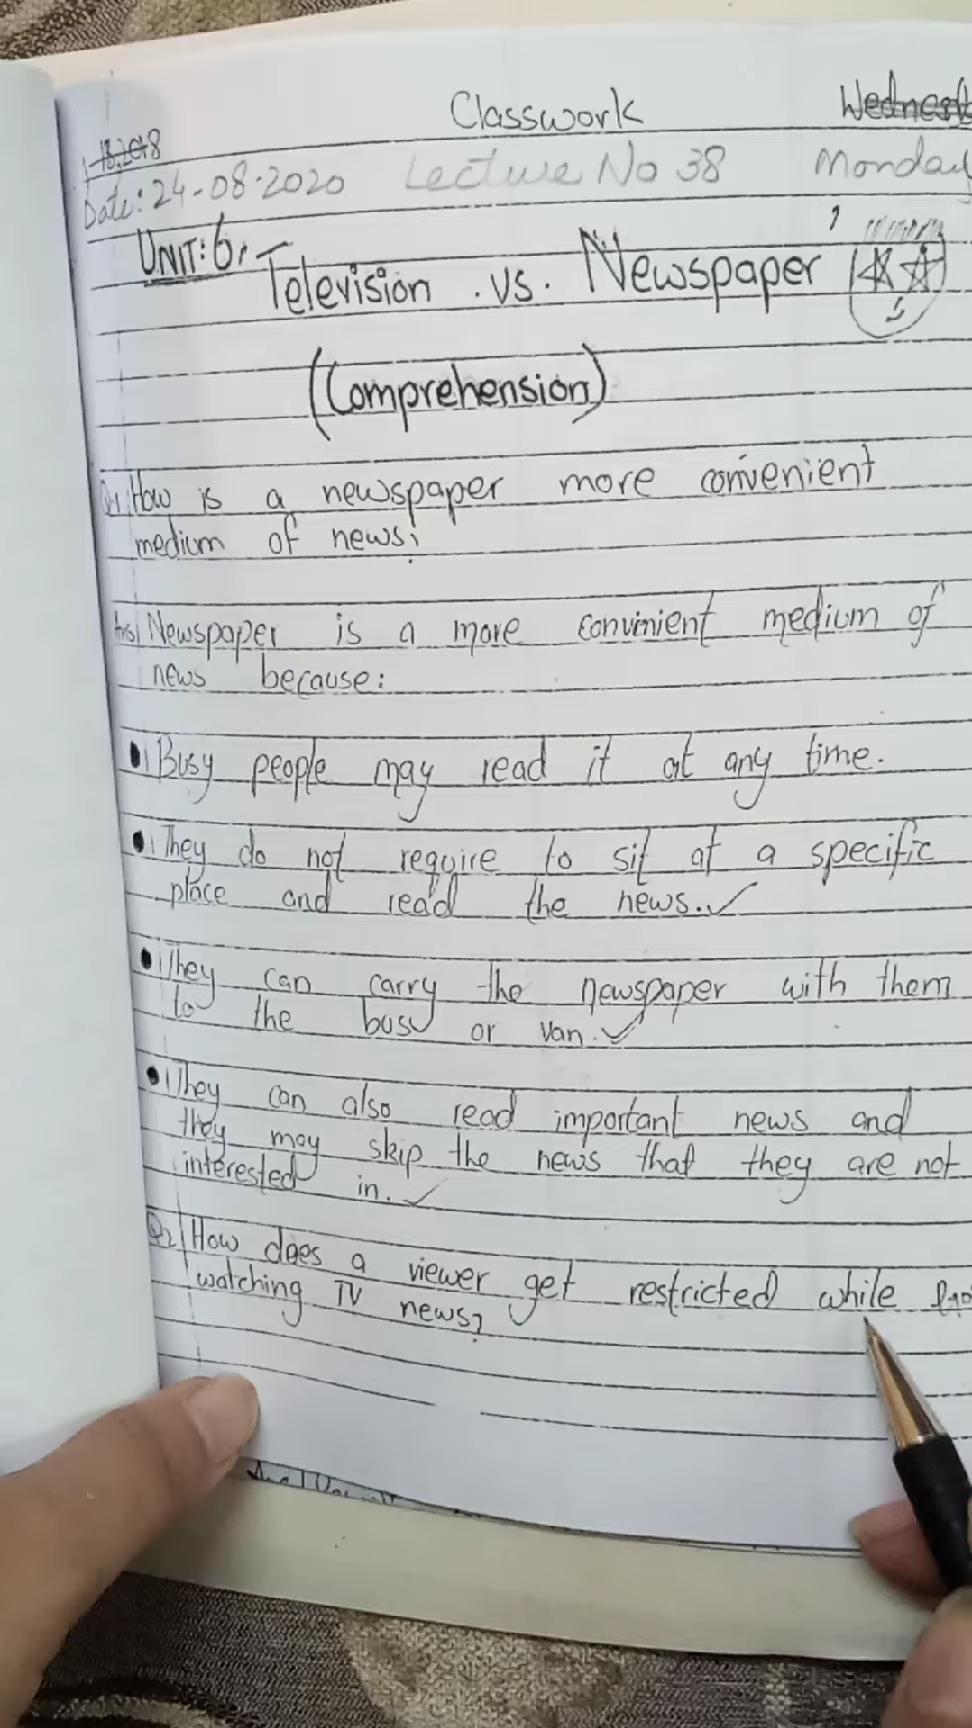 Classwork
Date: 24-08-2020 Lecture No 38 Monday
UNIT: 6:-
Television .vs. Newspaper
(Comprehension)
Q1 How is a newspaper more convenient
medium of news?
Ans| Newspaper is a more convinient medium of
news because:
• Busy people may read it at any time.
• They do not require to sit at a specific
place and read the news.
• They can carry the newspaper with them
to the bus or van.
• They can also read important news and
they may skip the news that they are not
interested in.
Q2| How does a viewer get restricted while
watching TV news?